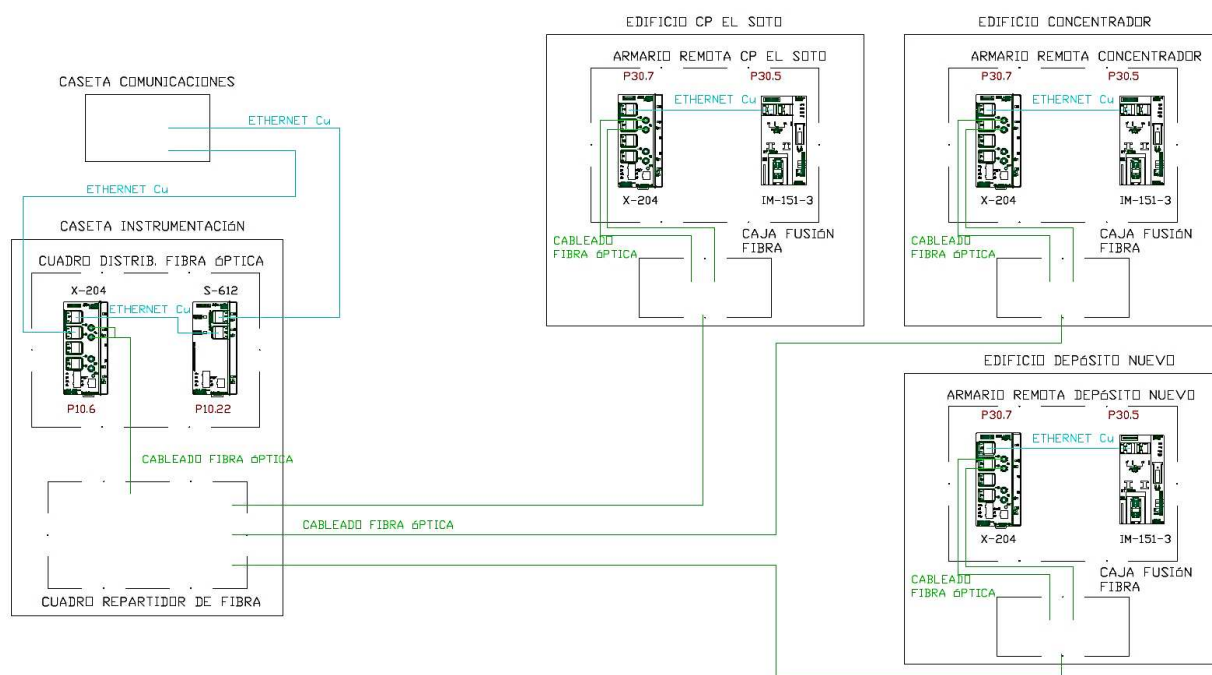 CASETA COMUNICACIONES
ETHERNET Cu
ETHERNET Cu
CASETA INSTRUMENTACIóN
CUADRO DISTRIB. FIBRA óPTICA
X-204
S-612
ETHERNET Cu
P10.6
P10.22
CABLEADO FIBRA óPTICA
CABLEADO FIBRA óPTICA
CUADRO REPARTIDOR DE FIBRA
EDIFICIO CP EL SOTO
ARMARIO REMOTA CP EL SOTO
P30.7
P30.5
ETHERNET Cu
X-204
IM-151-3
CABLEADO
FIBRA óPTICA
CAJA FUSIóN
FIBRA
EDIFICIO CONCENTRADOR
ARMARIO REMOTA CONCENTRADOR
P30.7
P30.5
ETHERNET Cu
X-204
IM-151-3
CABLEADO
FIBRA óPTICA
CAJA FUSIóN
FIBRA
EDIFICIO DEPóSITO NUEVO
ARMARIO REMOTA DEPóSITO NUEVO
P30.7
P30.5
ETHERNET Cu
X-204
IM-151-3
CABLEADO
FIBRA óPTICA
CAJA FUSIóN
FIBRA